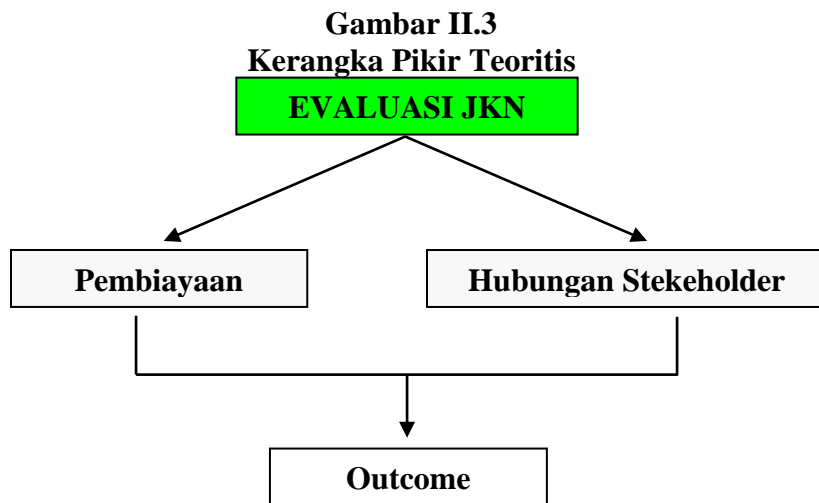 Gambar II.3
Kerangka Pikir Teoritis
EVALUASI JKN
Pembiayaan
Hubungan Stekeholder
Outcome